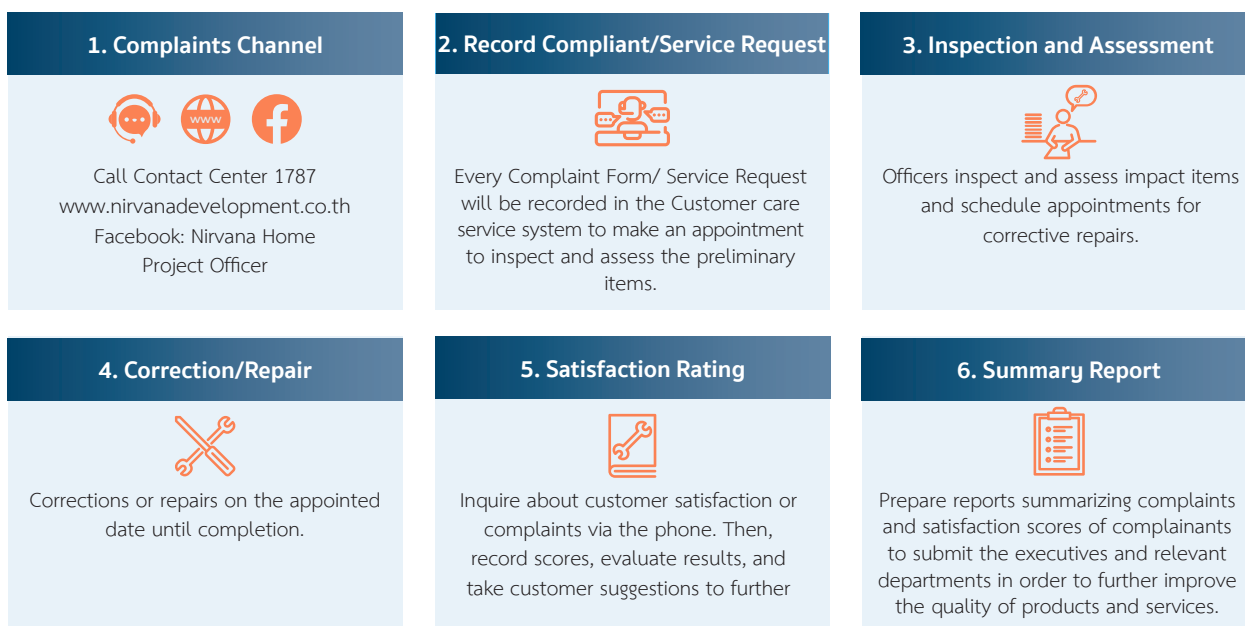 1. Complaints Channel
www
Call Contact Center 1787
www.nirvanadevelopment.co.th
Facebook: Nirvana Home
Project Officer
2. Record Compliant/Service Request
Every Complaint Form/ Service Request
will be recorded in the Customer care
service system to make an appointment
to inspect and assess the preliminary
items.
3. Inspection and Assessment
Officers inspect and assess impact items
and schedule appointments for
corrective repairs.
4. Correction/Repair
Corrections or repairs on the appointed
date until completion.
5. Satisfaction Rating
Inquire about customer satisfaction or
complaints via the phone. Then,
record scores, evaluate results, and
take customer suggestions to further
6. Summary Report
Prepare reports summarizing complaints
and satisfaction scores of complainants
to submit the executives and relevant
departments in order to further improve
the quality of products and services.